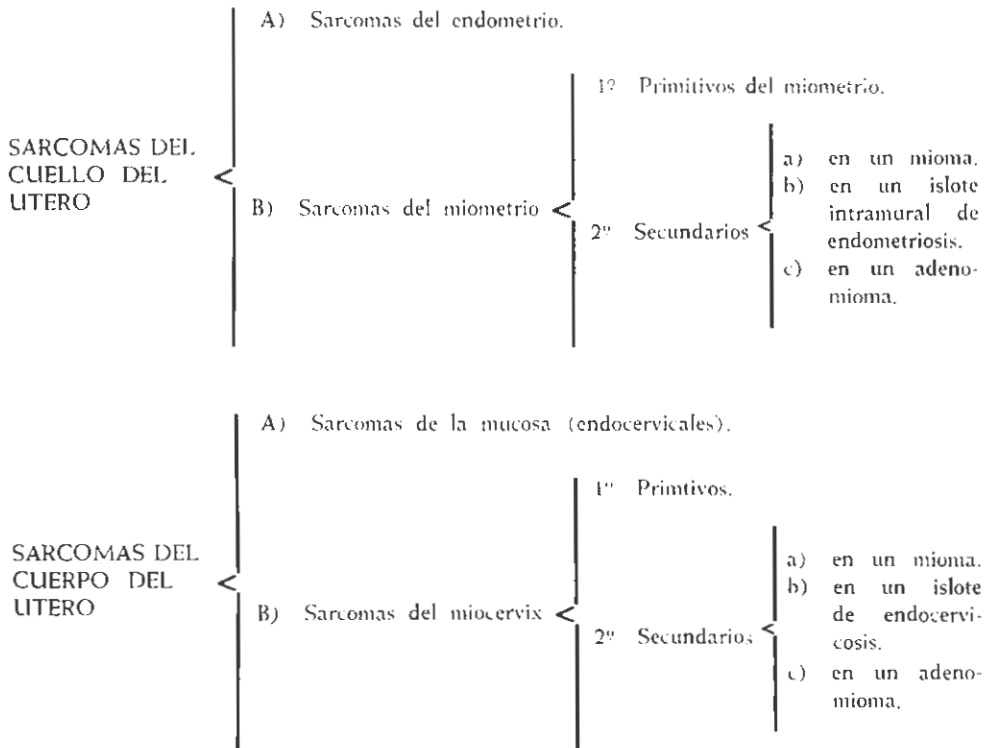 A) Sarcomas del endometrio.
1º Primitivos del miometrio.
SARCOMAS DEL
CUELLO DEL
UTERO
B) Sarcomas del miometrio
2º Secundarios
a) en un mioma.
b) en un islote
intramural de
endometriosis.
c) en un adeno-
mioma.
A) Sarcomas de la mucosa (endocervicales).
1º Primtivos.
SARCOMAS DEL
CUERPO DEL
UTERO
B) Sarcomas del miocervix
2º Secundarios
a) en un mioma.
b) en un islote
de endocervi-
cosis.
c) en un adeno-
mioma.